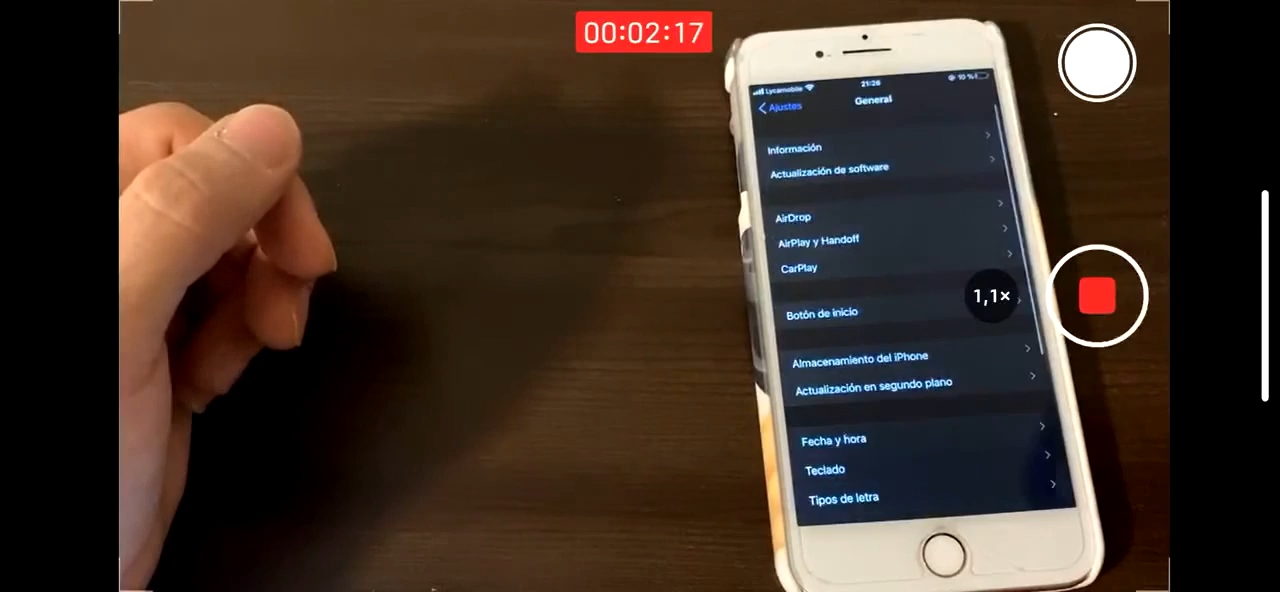 00:02:17
Lycamobile 21:26 10 %
Ajustes General
Información
Actualización de software
AirDrop
AirPlay y Handoff
CarPlay
1,1×
Botón de inicio
Almacenamiento del iPhone
Actualización en segundo plano
Fecha y hora
Teclado
Tipos de letra